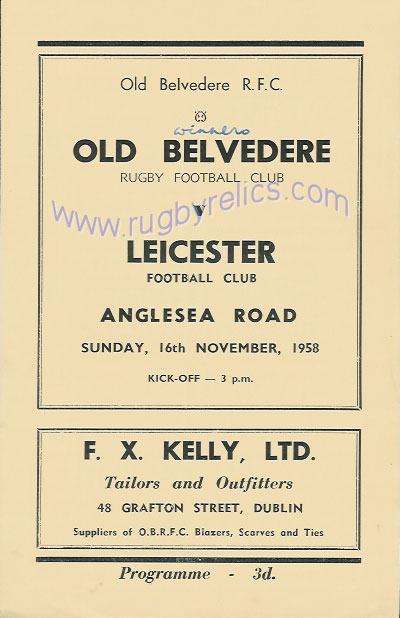 Old Belvedere R.F.C.
winners
OLD BELVEDERE
RUGBY FOOTBALL CLUB
www.rugbyrelics.com
v
LEICESTER
FOOTBALL CLUB
ANGLESEA ROAD
SUNDAY, 16th NOVEMBER, 1958
KICK-OFF — 3 p.m.
F. X. KELLY, LTD.
Tailors and Outfitters
48 GRAFTON STREET, DUBLIN
Suppliers of O.B.R.F.C. Blazers, Scarves and Ties
Programme - 3d.